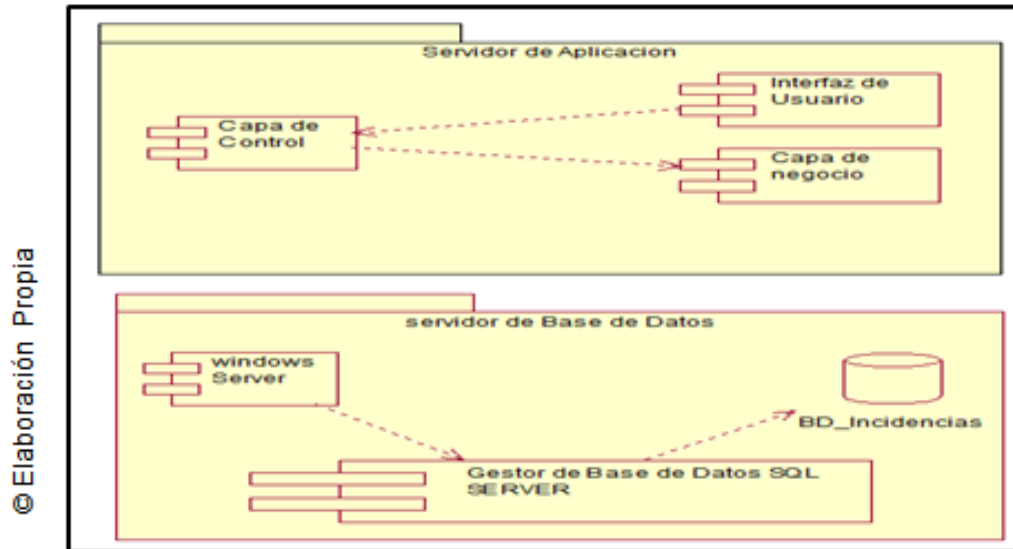 © Elaboración Propia
Servidor de Aplicacion
Interfaz de
Usuario
Capa de
Control
Capa de
negocio
servidor de Base de Datos
windows
Server
BD_Incidencias
Gestor de Base de Datos SQL
SERVER